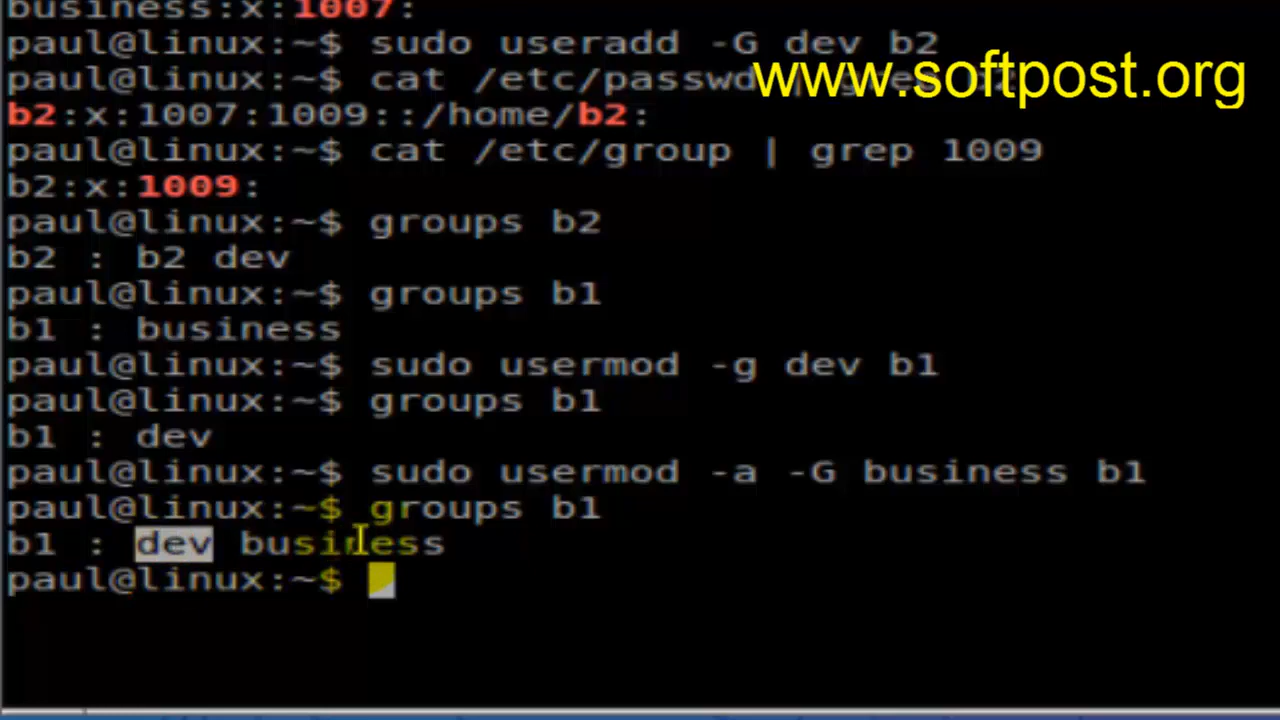 business:x:1007:
paul@linux:~$ sudo useradd -G dev b2
paul@linux:~$ cat /etc/passwd | grep
www.softpost.org
b2:x:1007:1009::/home/b2:
paul@linux:~$ cat /etc/group | grep 1009
b2:x:1009:
paul@linux:~$ groups b2
b2 : b2 dev
paul@linux:~$ groups b1
b1 : business
paul@linux:~$ sudo usermod -g dev b1
paul@linux:~$ groups b1
b1 : dev
paul@linux:~$ sudo usermod -a -G business b1
paul@linux:~$ groups b1
b1 : dev business
paul@linux:~$